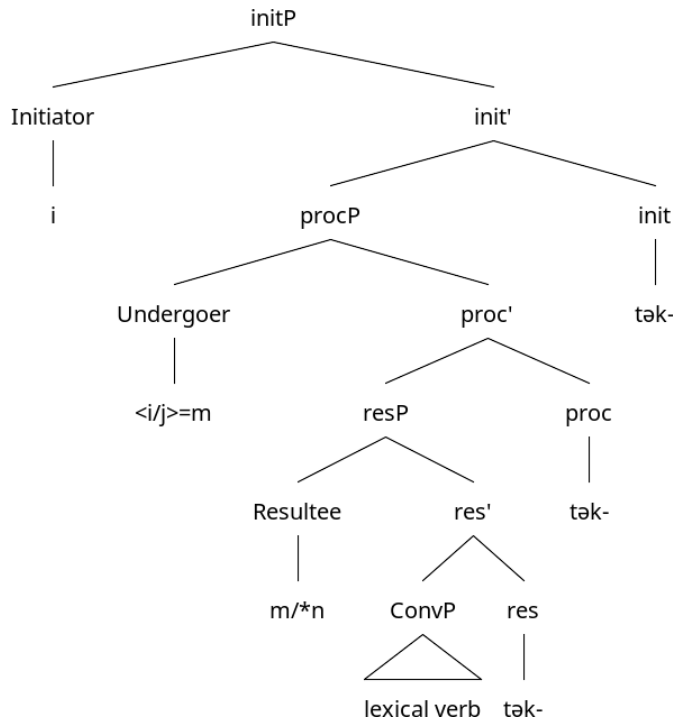 initP
Initiator init'
i procP init
Undergoer proc' tək-
<i/j>=m resP proc
Resultee res' tək-
m/*n ConvP res
lexical verb tək-